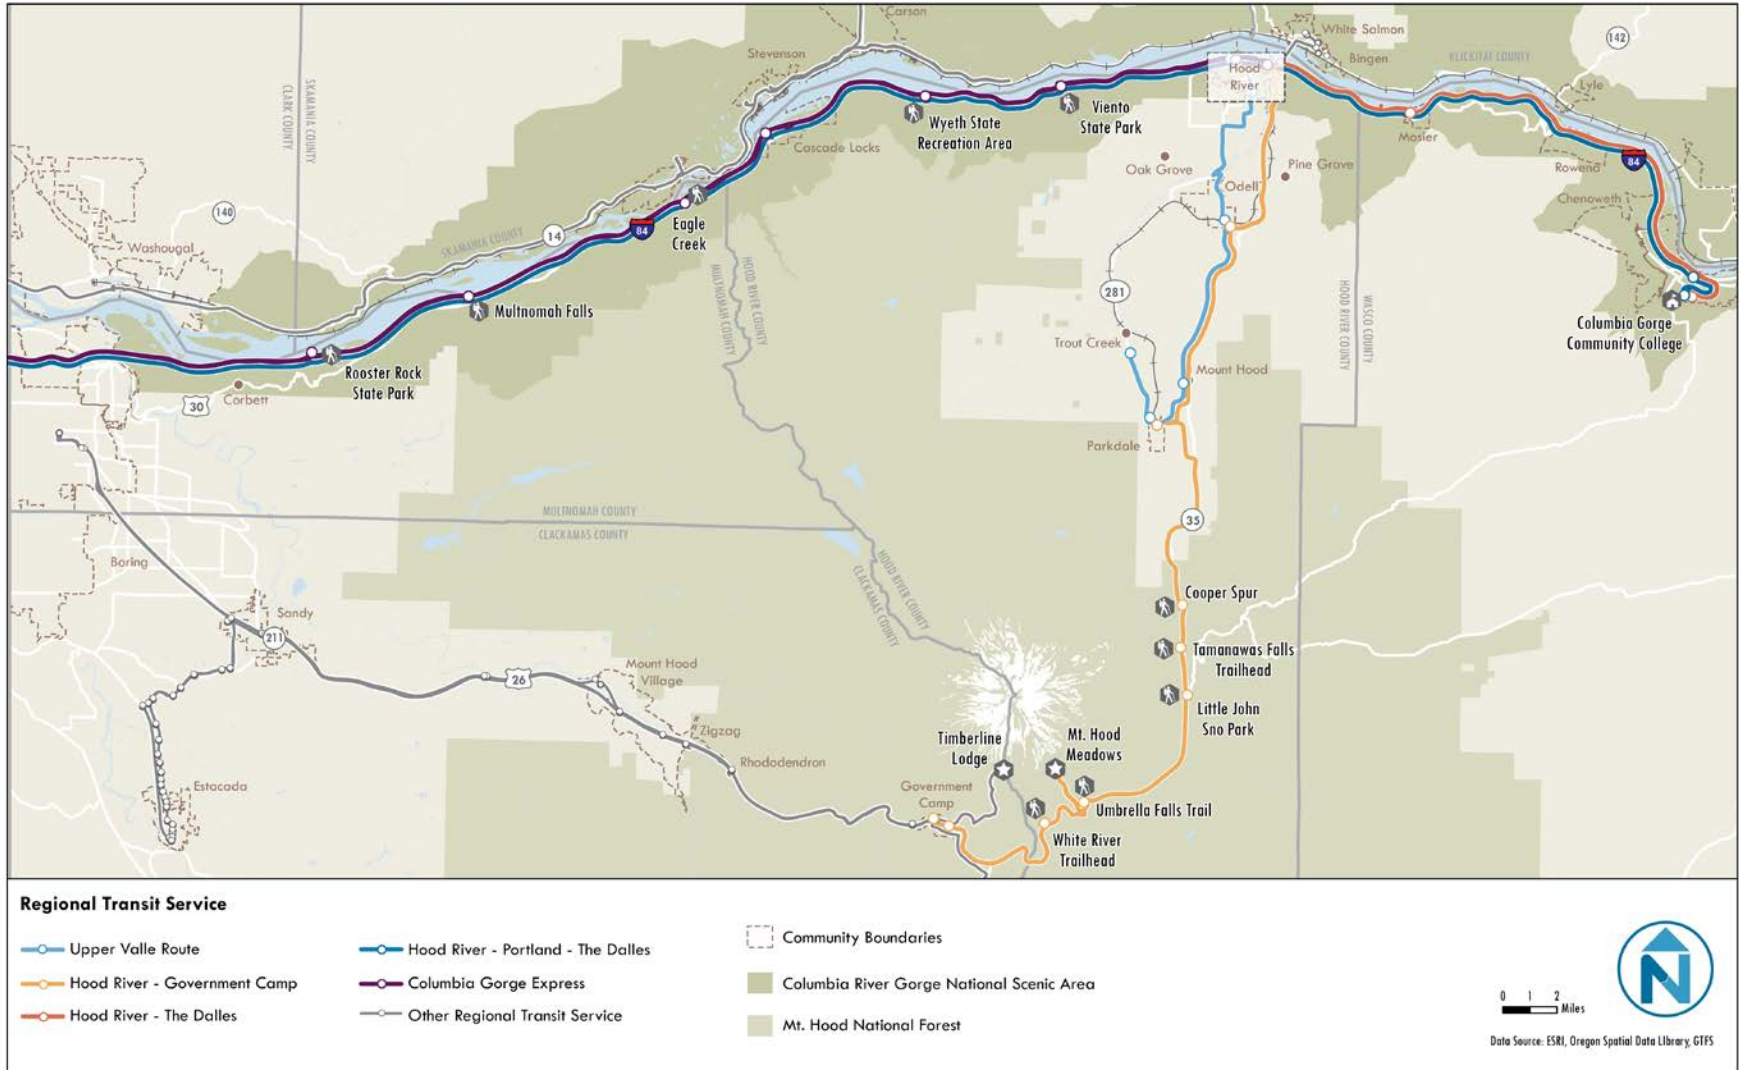 Carson
White Salmon
Bingen
142
Stevenson
KLICKITAT COUNTY
SKAMANIA COUNTY
CLARK COUNTY
Hood
River
Lyle
Viento
State Park
Wyeth State
Recreation Area
Cascade Locks
Mosier
Oak Grove
Pine Grove
Rowena
84
Odell
Chenoweth
140
Eagle
Creek
84
14
SKAMANIA COUNTY
Washougal
HOOD RIVER COUNTY
MULTNOMAH COUNTY
281
HOOD RIVER COUNTY
WASCO COUNTY
Multnomah Falls
Columbia Gorge
Community College
Trout Creek
Mount Hood
Rooster Rock
State Park
Corbett
30
Parkdale
35
MULTNOMAH COUNTY
CLACKAMAS COUNTY
Boring
HOOD RIVER COUNTY
CLACKAMAS COUNTY
Cooper Spur
Sandy
211
Tamanawas Falls
Trailhead
Mount Hood
Village
26
Little John
Sno Park
Zigzag
Timberline
Lodge
Mt. Hood
Meadows
Rhododendron
Estacada
Government
Camp
Umbrella Falls Trail
White River
Trailhead
Regional Transit Service
Upper Valle Route
Hood River - Government Camp
Hood River - The Dalles
Hood River - Portland - The Dalles
Columbia Gorge Express
Other Regional Transit Service
Community Boundaries
Columbia River Gorge National Scenic Area
Mt. Hood National Forest
N
0 1 2
Miles
Data Source: ESRI, Oregon Spatial Data Library, GTFS